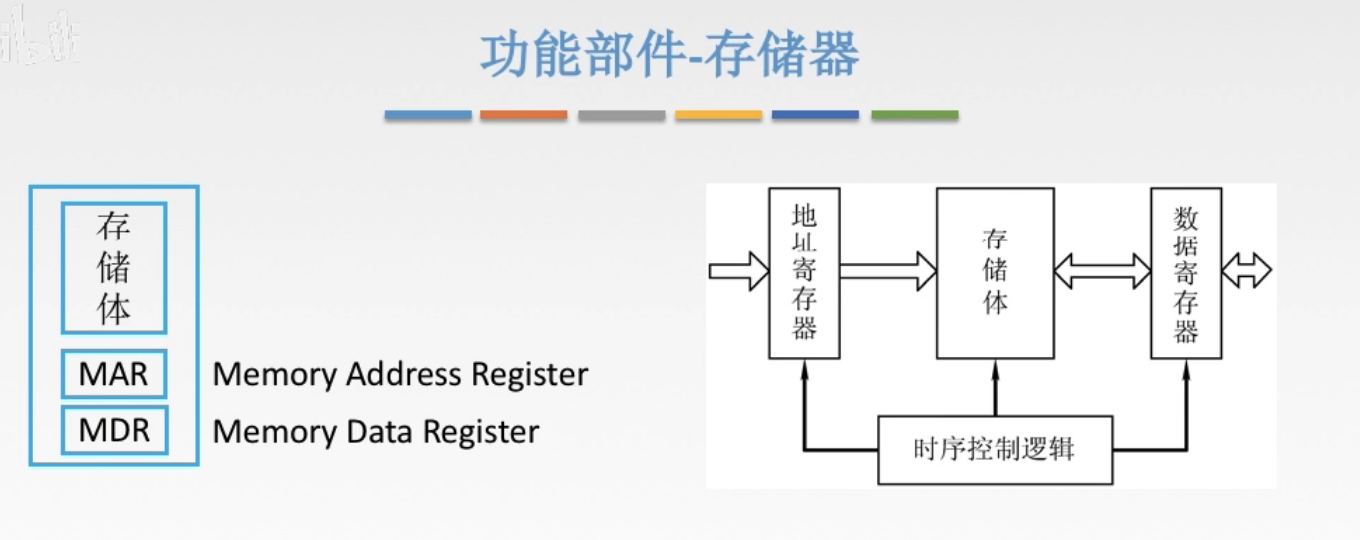 功能部件-存储器
存储体
MAR Memory Address Register
MDR Memory Data Register
地址寄存器
存储体
数据寄存器
时序控制逻辑